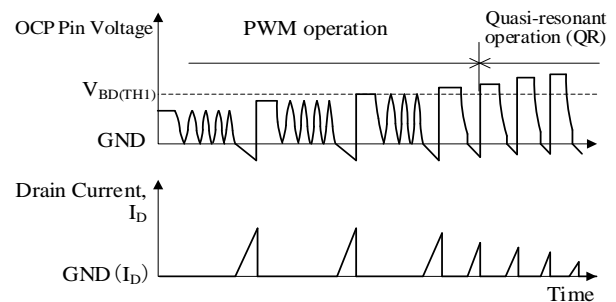 OCP Pin Voltage
PWM operation
Quasi-resonant
operation (QR)
VBD(TH1)
GND
Drain Current,
ID
GND (ID)
Time